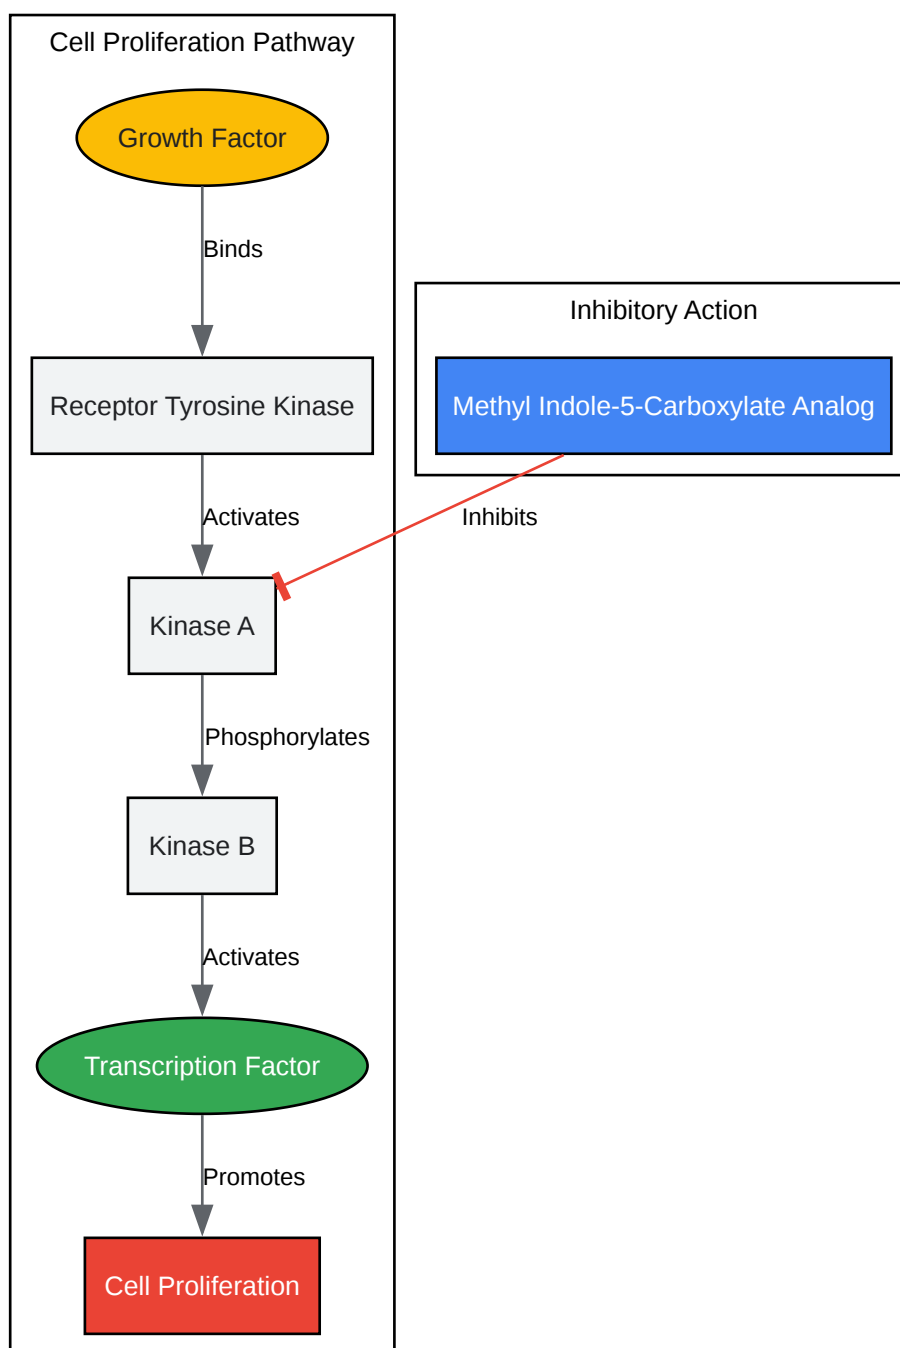 Cell Proliferation Pathway
Growth Factor
Binds
Inhibitory Action
Receptor Tyrosine Kinase
Methyl Indole-5-Carboxylate Analog
Activates
Inhibits
Kinase A
Phosphorylates
Kinase B
Activates
Transcription Factor
Promotes
Cell Proliferation